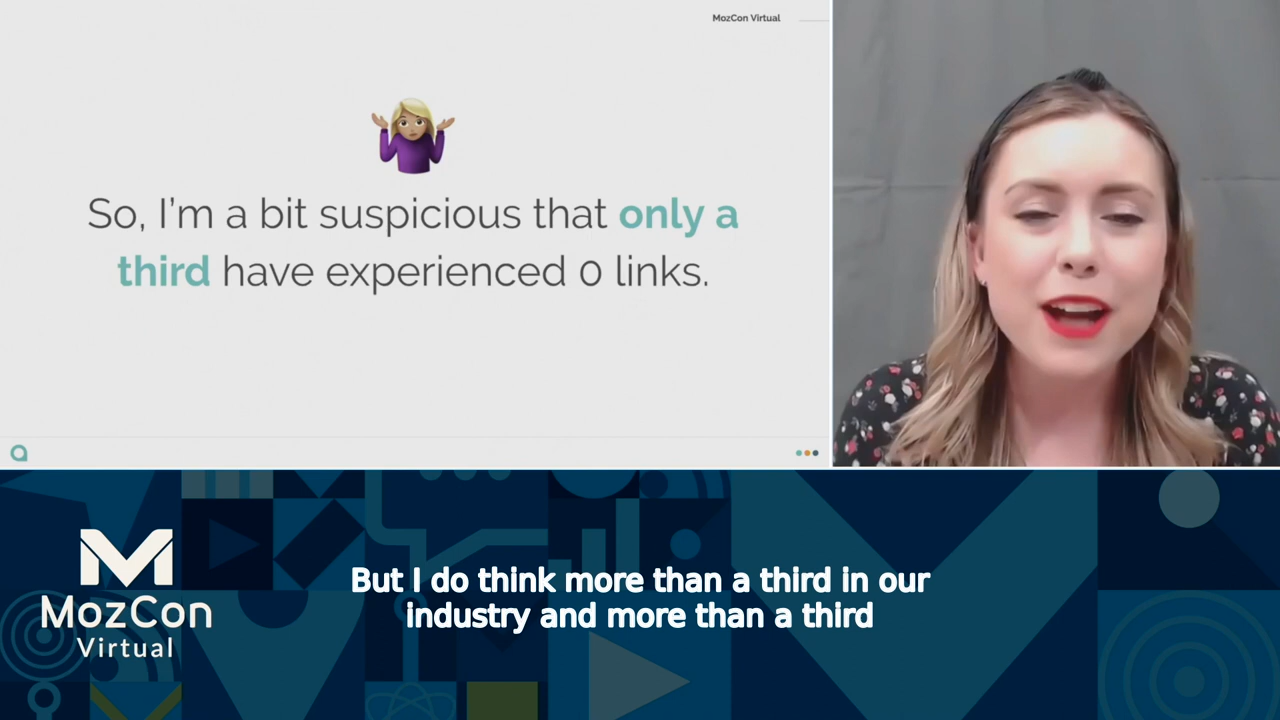 MozCon Virtual
So, I'm a bit suspicious that only a
third have experienced 0 links.
M
MozCon
Virtual
But I do think more than a third in our
industry and more than a third